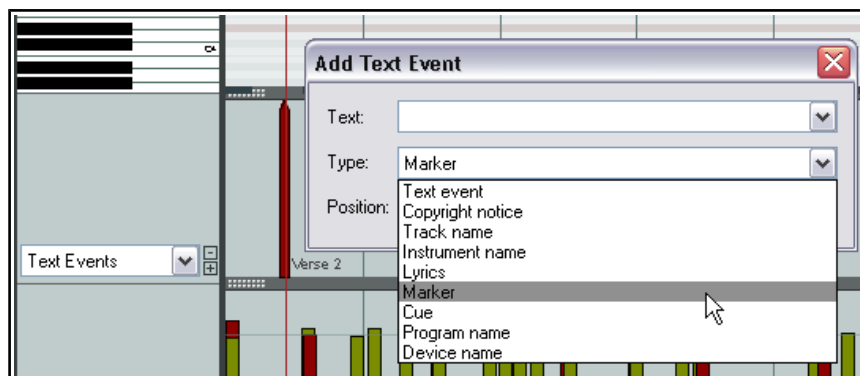 Add Text Event
Text:
Type: Marker
Position:
Text event
Copyright notice
Track name
Instrument name
Lyrics
Marker
Cue
Program name
Device name
Text Events
Verse 2